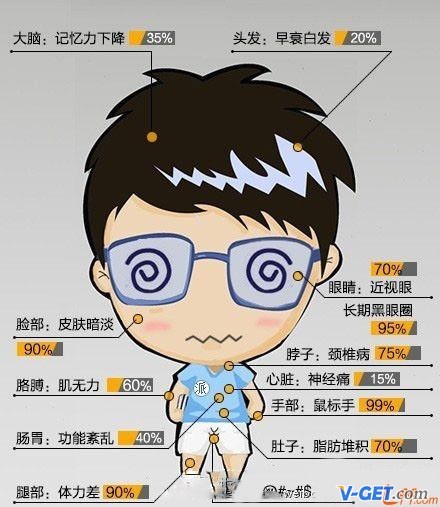 大脑：记忆力下降 35%
头发：早衰白发 20%
70%
眼睛：近视眼
长期黑眼圈
95%
脸部：皮肤暗淡
90%
脖子：颈椎病 75%
胳膊：肌无力 60%
心脏：神经痛 15%
派
手部：鼠标手 99%
肠胃：功能紊乱 40%
肚子：脂肪堆积 70%
腿部：体力差 90%
@#¬#$
V-GET.com